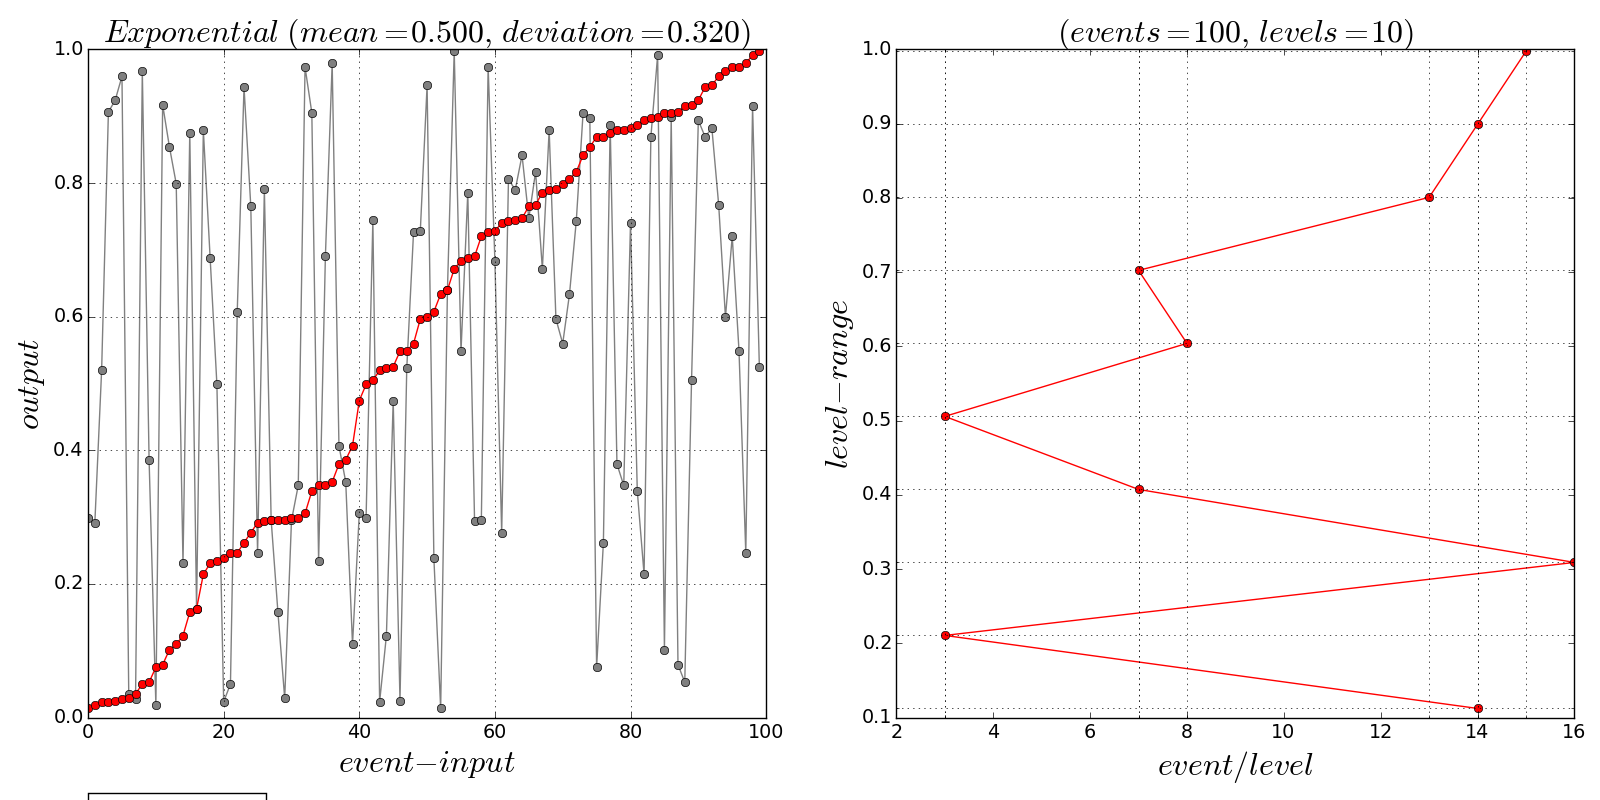 Exponential (mean=0.500, deviation=0.320)
1.0
0.8
0.6
0.4
0.2
0.0
output
0 20 40 60 80 100
event-input
(events=100, levels=10)
1.0
0.9
0.8
0.7
0.6
0.5
0.4
0.3
0.2
0.1
level-range
2 4 6 8 10 12 14 16
event/level